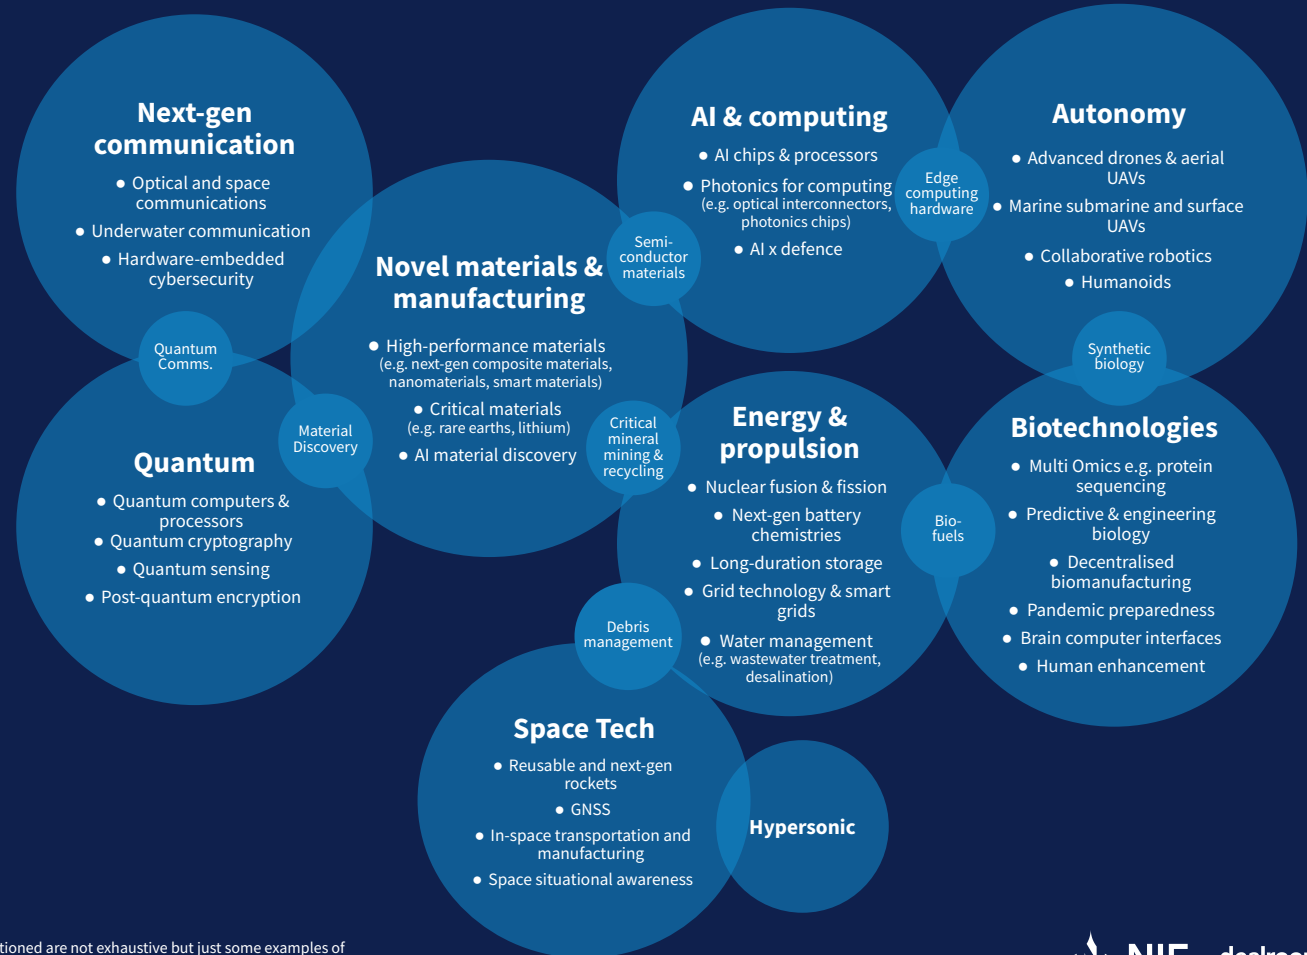 Next-gen
communication
● Optical and space
communications
● Underwater communication
● Hardware-embedded
cybersecurity
Quantum
Comms.
Quantum
● Quantum computers &
processors
● Quantum cryptography
● Quantum sensing
● Post-quantum encryption
Material
Discovery
Novel materials &
manufacturing
● High-performance materials
(e.g. next-gen composite materials,
nanomaterials, smart materials)
● Critical materials
(e.g. rare earths, lithium)
● AI material discovery
Semi-
conductor
materials
Critical
mineral
mining &
recycling
AI & computing
● AI chips & processors
● Photonics for computing
(e.g. optical interconnectors,
photonics chips)
● AI x defence
Edge
computing
hardware
Autonomy
● Advanced drones & aerial
UAVs
● Marine submarine and surface
UAVs
● Collaborative robotics
● Humanoids
Synthetic
biology
Energy &
propulsion
● Nuclear fusion & fission
● Next-gen battery
chemistries
● Long-duration storage
● Grid technology & smart
grids
● Water management
(e.g. wastewater treatment,
desalination)
Bio-
fuels
Biotechnologies
● Multi Omics e.g. protein
sequencing
● Predictive & engineering
biology
● Decentralised
biomanufacturing
● Pandemic preparedness
● Brain computer interfaces
● Human enhancement
Debris
management
Space Tech
● Reusable and next-gen
rockets
● GNSS
● In-space transportation and
manufacturing
● Space situational awareness
Hypersonic
are not exhaustive but just some examples of